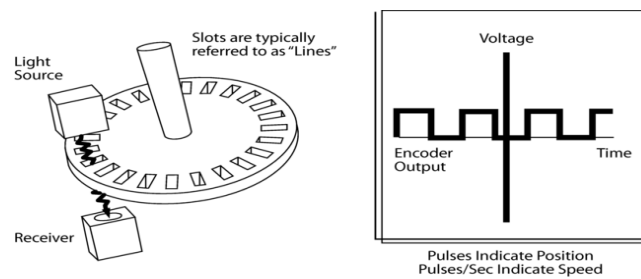 Slots are typically
referred to as “Lines”
Light
Source
Receiver
Voltage
Encoder
Output
Time
Pulses Indicate Position
Pulses/Sec Indicate Speed